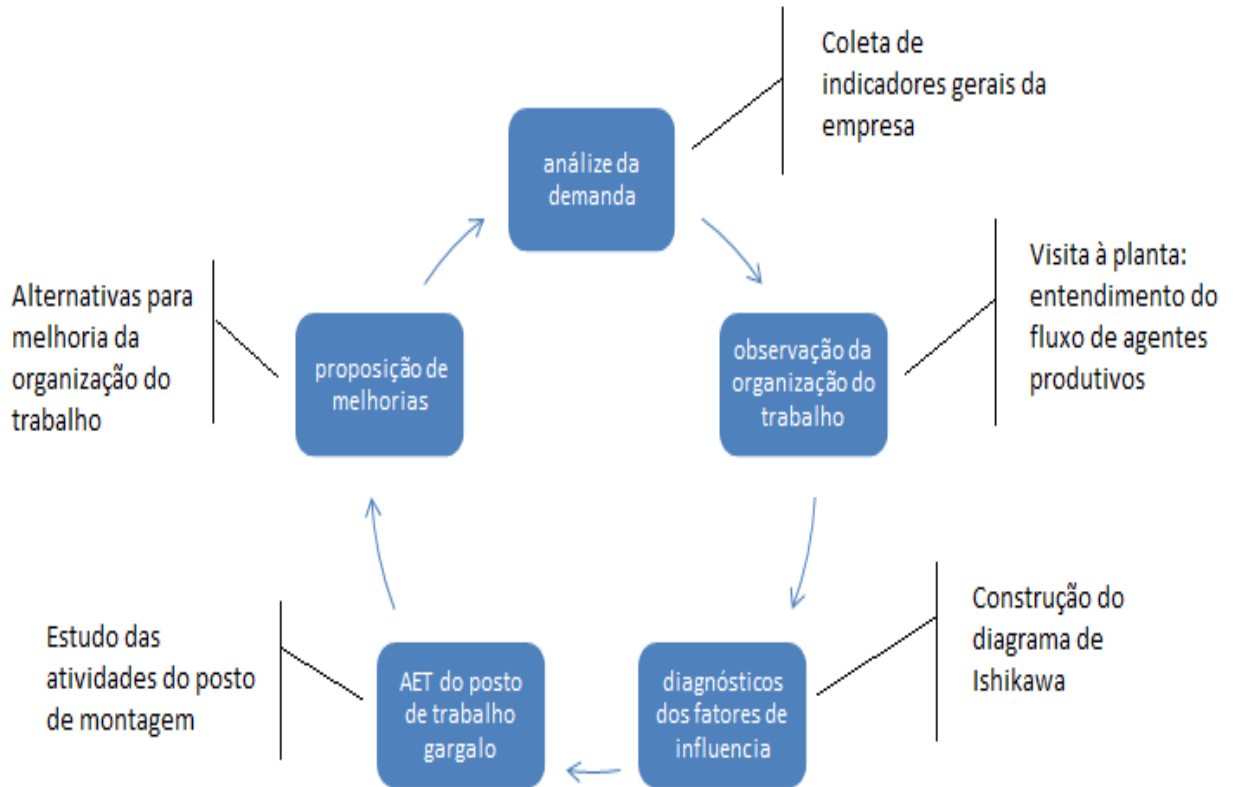 Coleta de
indicadores gerais da
empresa
análize da
demanda
Visita à planta:
entendimento do
fluxo de agentes
produtivos
observação da
organização do
trabalho
Construção do
diagrama de
Ishikawa
diagnósticos
dos fatores de
influencia
AET do posto
de trabalho
gargalo
Estudo das
atividades do posto
de montagem
proposição de
melhorias
Alternativas para
melhoria da
organização do
trabalho